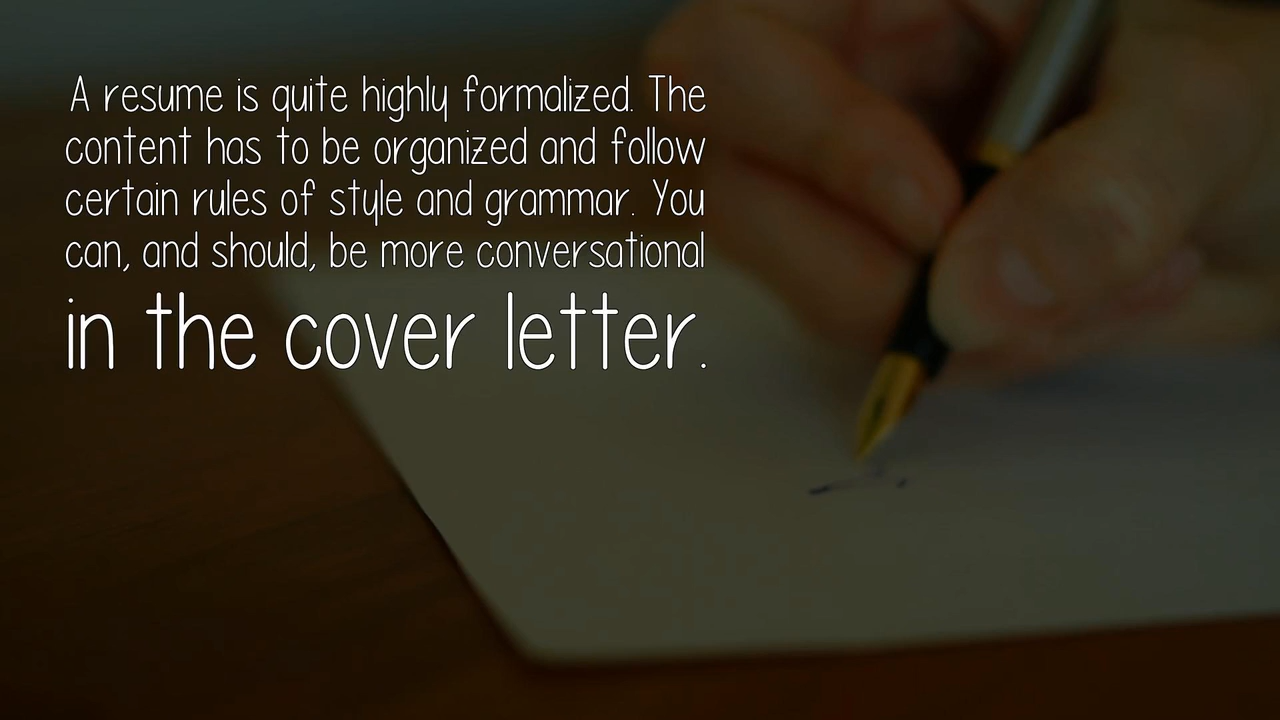 A resume is quite highly formalized. The
content has to be organized and follow
certain rules of style and grammar. You
can, and should, be more conversational
in the cover letter.